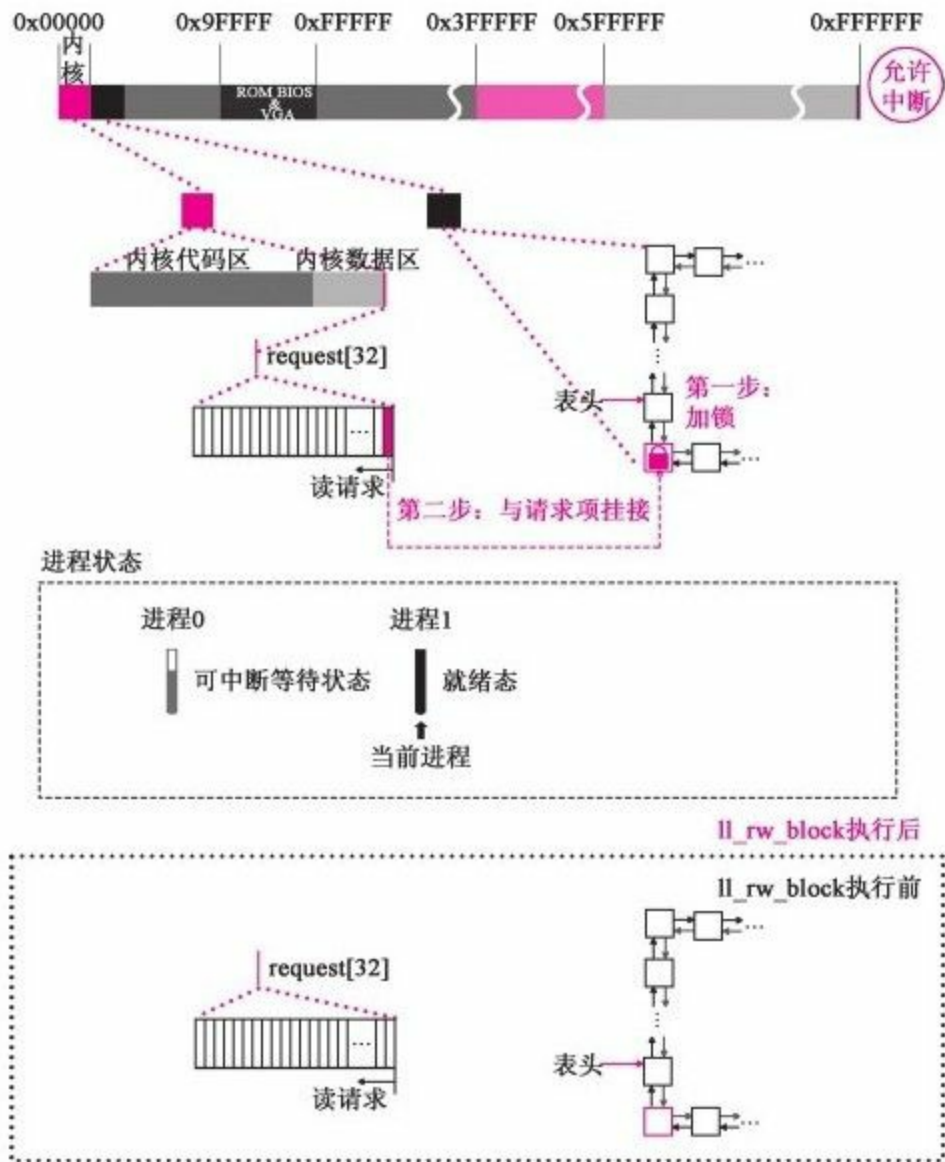 0x00000 0x9FFFF 0xFFFFF 0x3FFFFF 0x5FFFFF 0xFFFFFF
内
核
ROM BIOS
&
VGA
允许
中断
内核代码区 内核数据区
request[32]
...
读请求
...
...
表头
第一步:
加锁
...
第二步: 与请求项挂接
进程状态
进程0 进程1
可中断等待状态 就绪态
当前进程
ll_rw_block执行后
ll_rw_block执行前
request[32]
...
读请求
...
...
表头
...